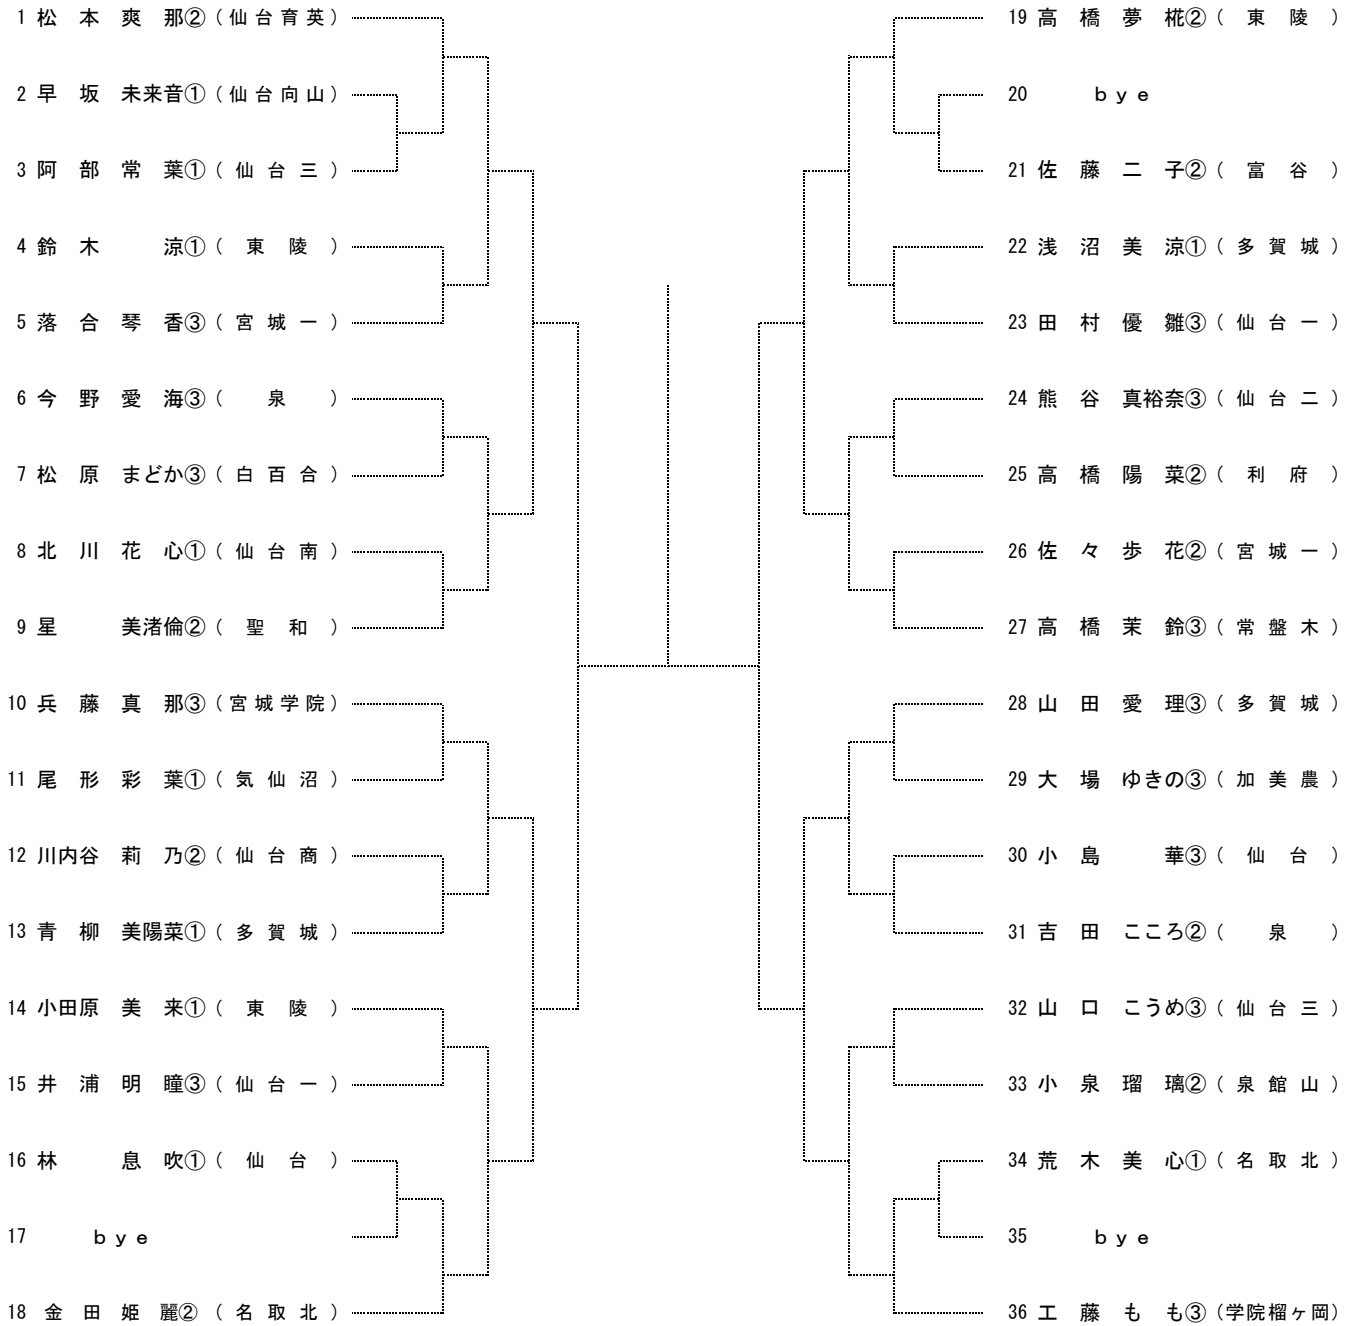 1 松 本 爽 那② (仙台育英)
2 早 坂 未来音① (仙台向山)
3 阿 部 常 葉① (仙台三)
4 鈴 木 涼① (東陵)
5 落 合 琴 香③ (宮城一)
6 今 野 愛 海③ (泉)
7 松 原 まどか③ (白百合)
8 北 川 花 心① (仙台南)
9 星 美渚倫② (聖和)
10 兵 藤 真 那③ (宮城学院)
11 尾 形 彩 葉① (気仙沼)
12 川内谷 莉 乃② (仙台商)
13 青 柳 美陽菜① (多賀城)
14 小田原 美 来① (東陵)
15 井 浦 明 瞳③ (仙台一)
16 林 息 吹① (仙台)
17 bye
18 金 田 姫 麗② (名取北)
19 高 橋 夢 椛② (東陵)
20 bye
21 佐 藤 二 子② (富谷)
22 浅 沼 美 涼① (多賀城)
23 田 村 優 雛③ (仙台一)
24 熊 谷 真裕奈③ (仙台二)
25 高 橋 陽 菜② (利府)
26 佐 々 歩 花② (宮城一)
27 高 橋 茉 鈴③ (常盤木)
28 山 田 愛 理③ (多賀城)
29 大 場 ゆきの③ (加美農)
30 小 島 華③ (仙台)
31 吉 田 こころ② (泉)
32 山 口 こうめ③ (仙台三)
33 小 泉 瑠 璃② (泉館山)
34 荒 木 美 心① (名取北)
35 bye
36 工 藤 も も③ (学院榴ヶ岡)